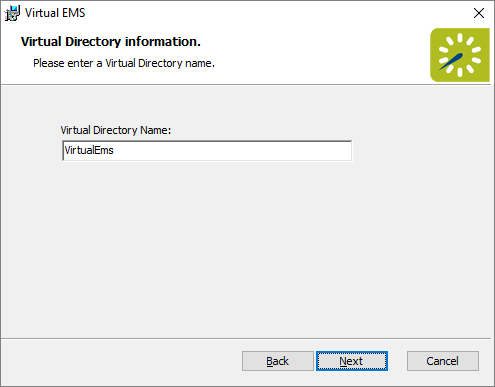 Virtual EMS
Virtual Directory information.
Please enter a Virtual Directory name.
Virtual Directory Name:
VirtualEms
Back
Next
Cancel